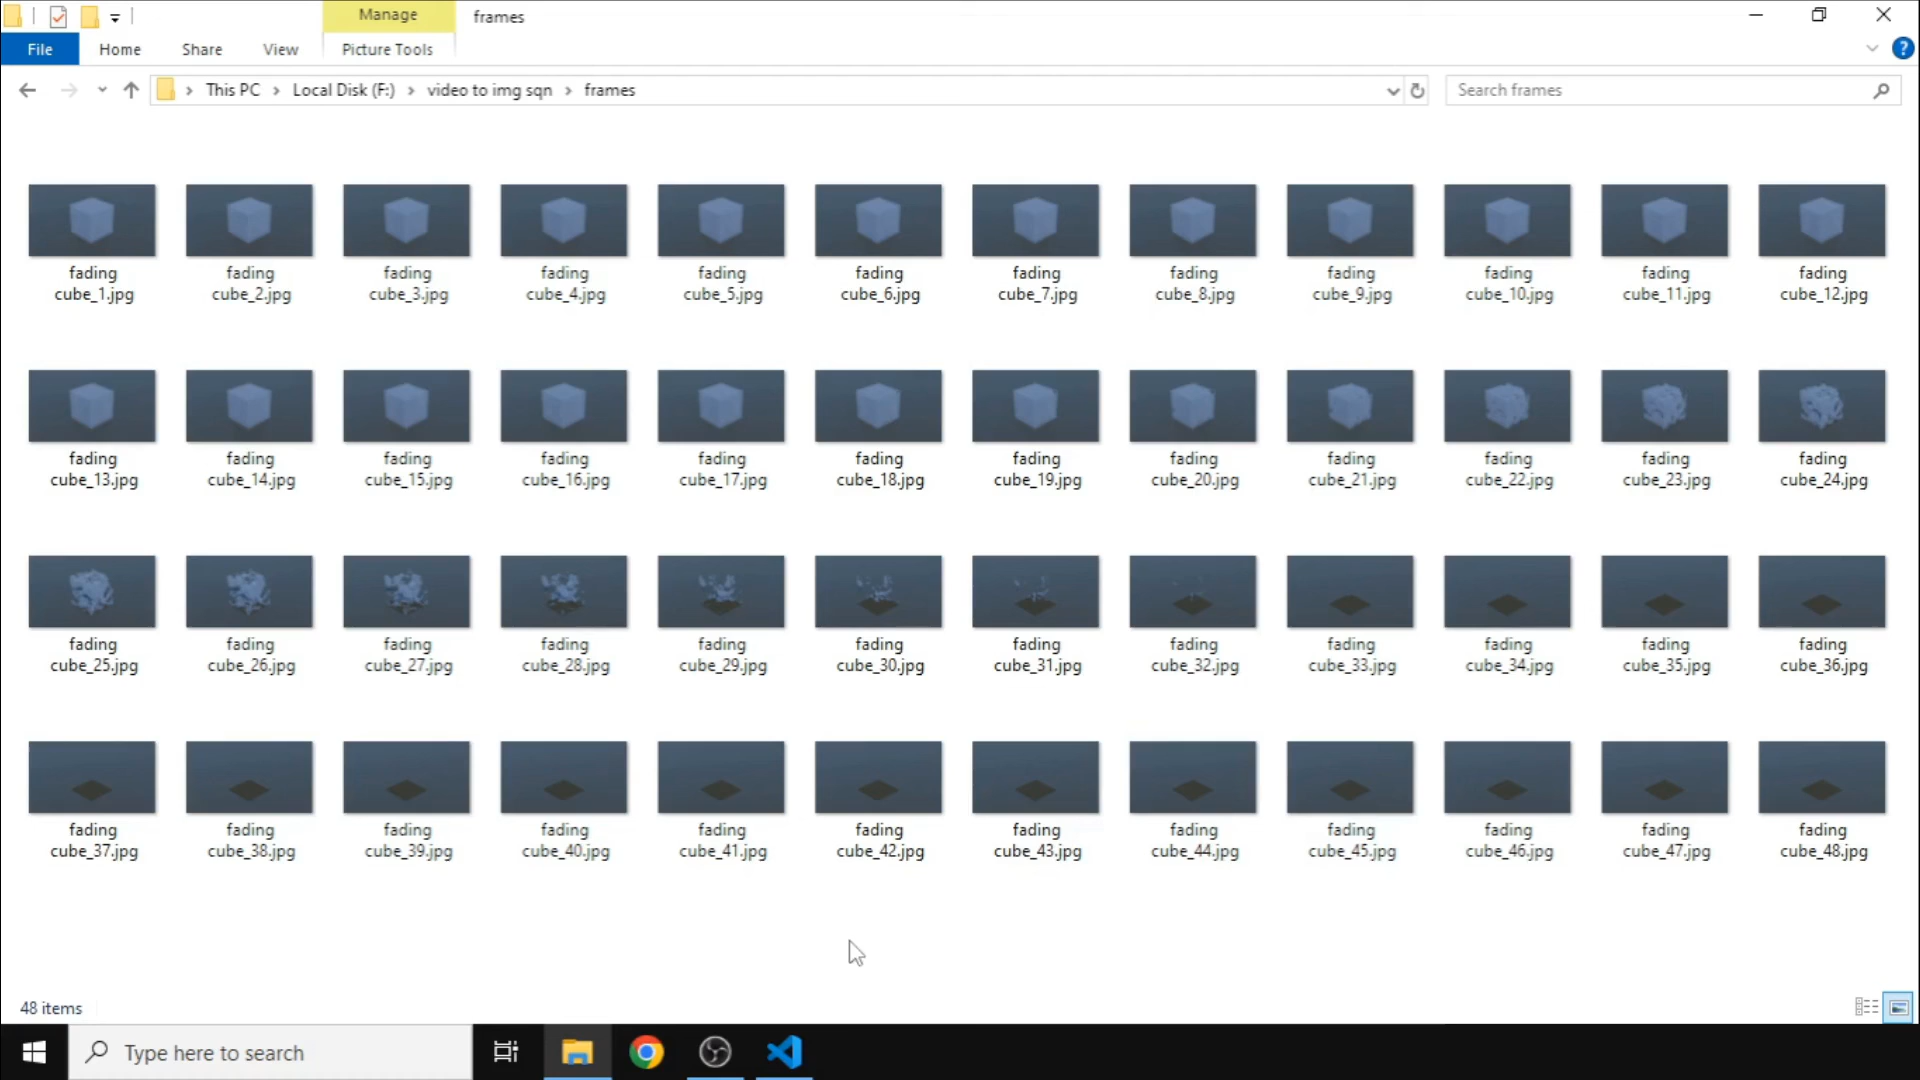 Manage
frames
File
Home
Share
View
Picture Tools
This PC
Local Disk (F:)
video to img sqn
frames
Search frames
fading
cube_1.jpg
fading
cube_2.jpg
fading
cube_3.jpg
fading
cube_4.jpg
fading
cube_5.jpg
fading
cube_6.jpg
fading
cube_7.jpg
fading
cube_8.jpg
fading
cube_9.jpg
fading
cube_10.jpg
fading
cube_11.jpg
fading
cube_12.jpg
fading
cube_13.jpg
fading
cube_14.jpg
fading
cube_15.jpg
fading
cube_16.jpg
fading
cube_17.jpg
fading
cube_18.jpg
fading
cube_19.jpg
fading
cube_20.jpg
fading
cube_21.jpg
fading
cube_22.jpg
fading
cube_23.jpg
fading
cube_24.jpg
fading
cube_25.jpg
fading
cube_26.jpg
fading
cube_27.jpg
fading
cube_28.jpg
fading
cube_29.jpg
fading
cube_30.jpg
fading
cube_31.jpg
fading
cube_32.jpg
fading
cube_33.jpg
fading
cube_34.jpg
fading
cube_35.jpg
fading
cube_36.jpg
fading
cube_37.jpg
fading
cube_38.jpg
fading
cube_39.jpg
fading
cube_40.jpg
fading
cube_41.jpg
fading
cube_42.jpg
fading
cube_43.jpg
fading
cube_44.jpg
fading
cube_45.jpg
fading
cube_46.jpg
fading
cube_47.jpg
fading
cube_48.jpg
48 items
Type here to search